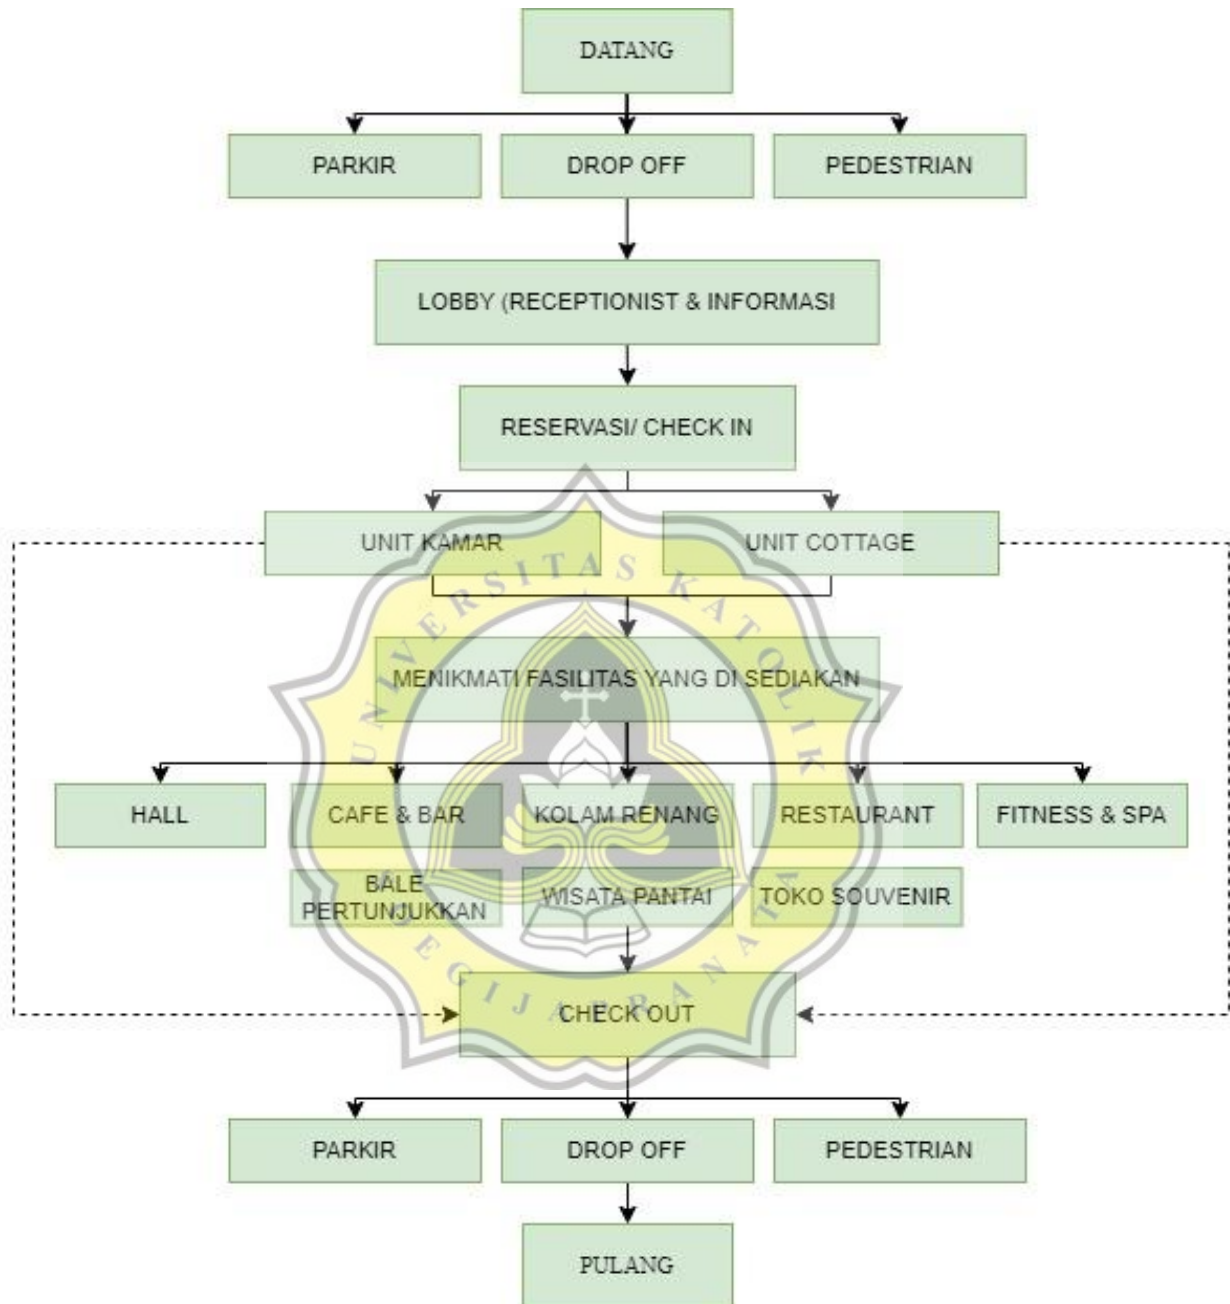 DATANG
PARKIR
DROP OFF
PEDESTRIAN
LOBBY (RECEPTIONIST & INFORMASI
RESERVASI/ CHECK IN
UNIT KAMAR
UNIT COTTAGE
UNIVERSITAS KATOLIK
MENIKMATI FASILITAS YANG DI SEDIAKAN
HALL
CAFE & BAR
KOLAM RENANG
RESTAURANT
FITNESS & SPA
BALE
PERTUNJUKKAN
WISATA PANTAI
TOKO SOUVENIR
CHECK OUT
PARKIR
DROP OFF
PEDESTRIAN
PULANG